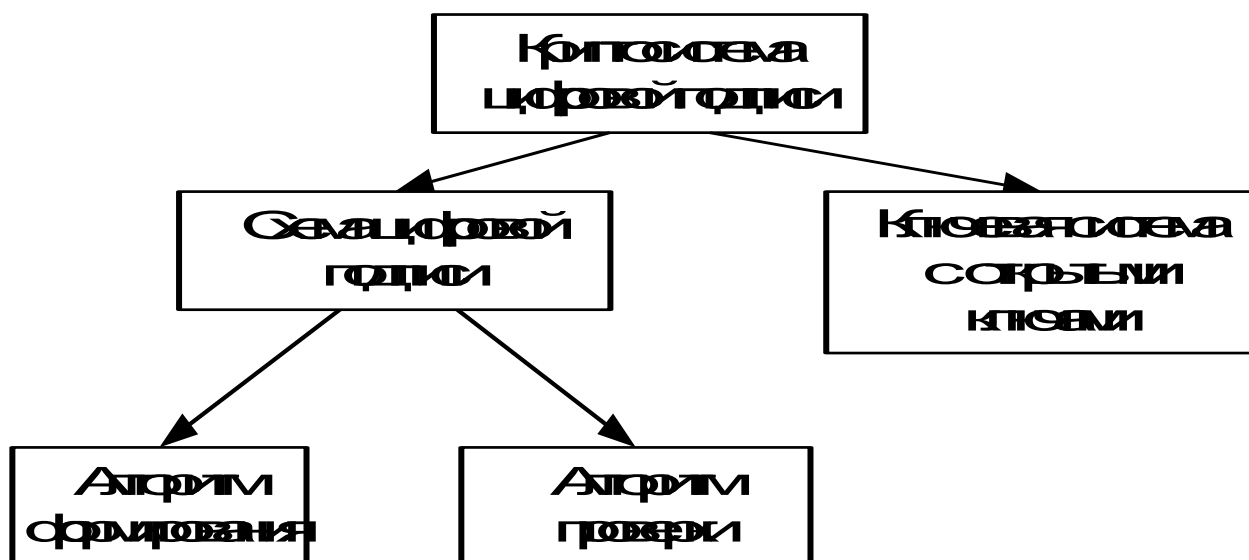 Криптосистема
цифровой подписи
Схема цифровой
подписи
Ключевая система
с открытыми
ключами
Алгоритм
формирования
Алгоритм
проверки